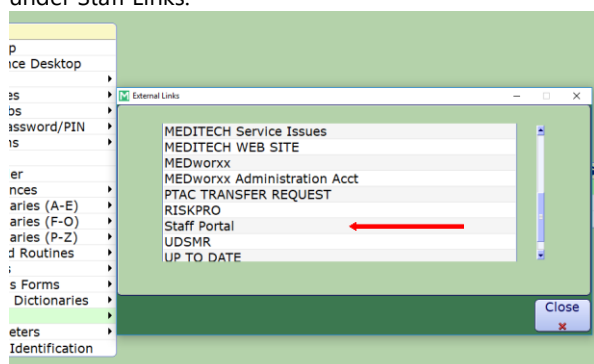 under Staff Links.
p
nce Desktop
es
bs
assword/PIN
ns
er
nces
aries (A-E)
aries (F-O)
aries (P-Z)
d Routines
s
s Forms
Dictionaries
eters
Identification
External Links
MEDITECH Service Issues
MEDITECH WEB SITE
MEDworxx
MEDworxx Administration Acct
PTAC TRANSFER REQUEST
RISKPRO
Staff Portal
UDSMR
UP TO DATE
Close